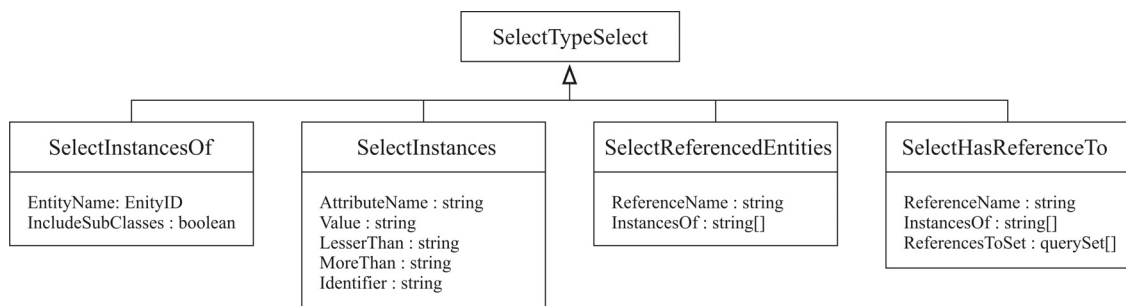 SelectTypeSelect
SelectInstancesOf
EntityName: EnityID
IncludeSubClasses : boolean
SelectInstances
AttributeName : string
Value : string
LesserThan : string
MoreThan : string
Identifier : string
SelectReferencedEntities
ReferenceName : string
InstancesOf : string[]
SelectHasReferenceTo
ReferenceName : string
InstancesOf : string[]
ReferencesToSet : querySet[]